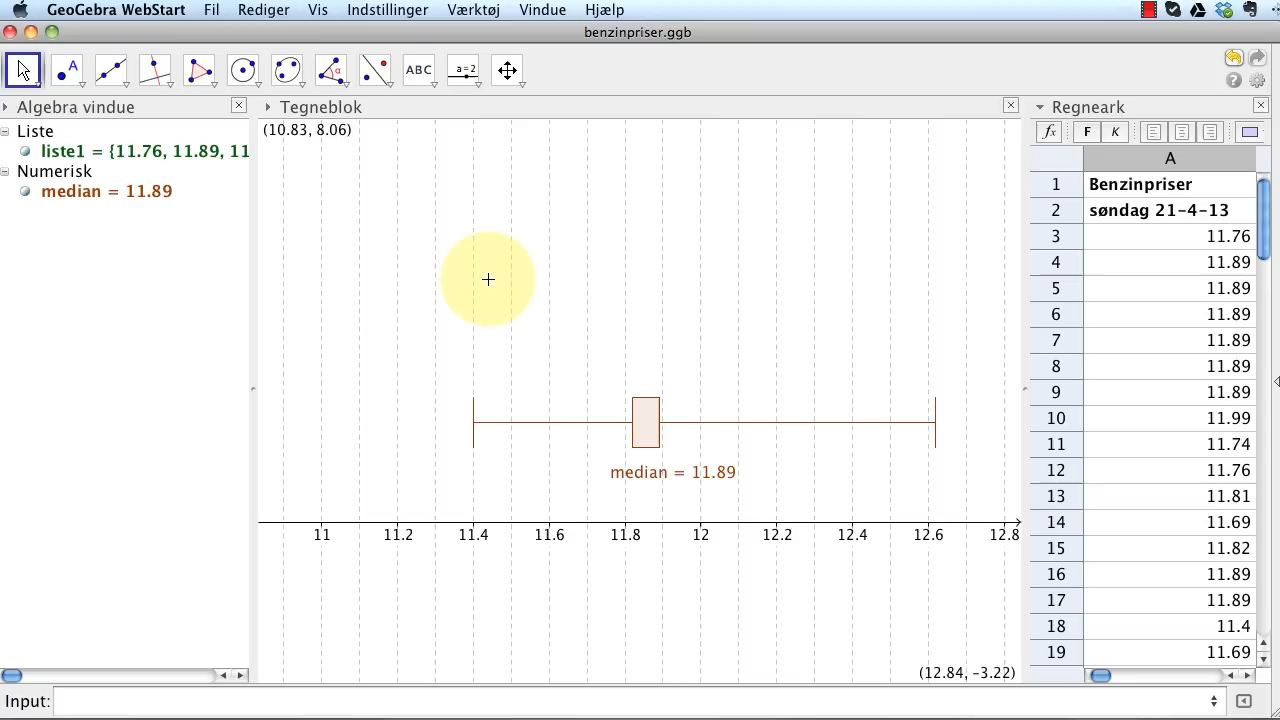 GeoGebra WebStart Fil Rediger Vis Indstillinger Værktøj Vindue Hjælp
benzinpriser.ggb
A ABC a=2
Algebra vindue
Tegneblok
Regneark
Liste
liste1 = {11.76, 11.89, 11
Numerisk
median = 11.89
(10.83, 8.06)
median = 11.89
11 11.2 11.4 11.6 11.8 12 12.2 12.4 12.6 12.8
(12.84, -3.22)
fx F K
A
1 Benzinpriser
2 søndag 21-4-13
3 11.76
4 11.89
5 11.89
6 11.89
7 11.89
8 11.89
9 11.89
10 11.99
11 11.74
12 11.76
13 11.81
14 11.69
15 11.82
16 11.89
17 11.89
18 11.4
19 11.69
Input: